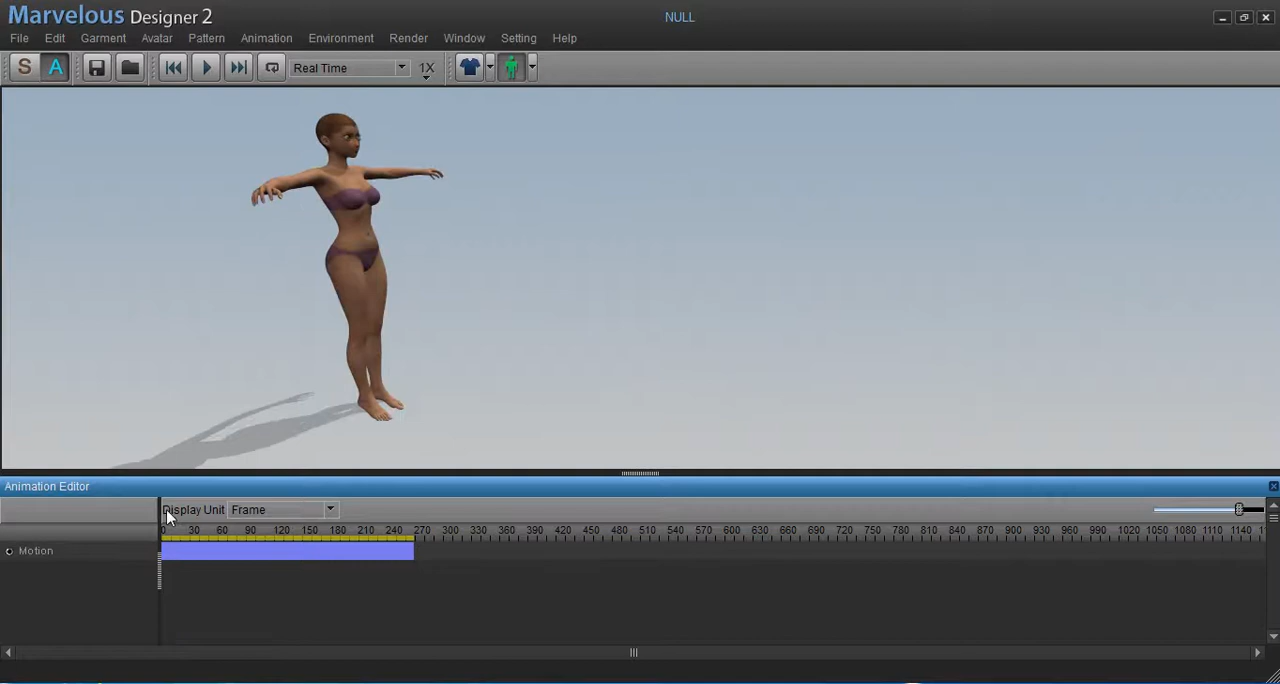 Marvelous Designer 2
NULL
File Edit Garment Avatar Pattern Animation Environment Render Window Setting Help
S A Real Time 1X
Animation Editor
Display Unit Frame
0 30 60 90 120 150 180 210 240 270 300 330 360 390 420 450 480 510 540 570 600 630 660 690 720 750 780 810 840 870 900 930 960 990 1020 1050 1080 1110 1140
Motion